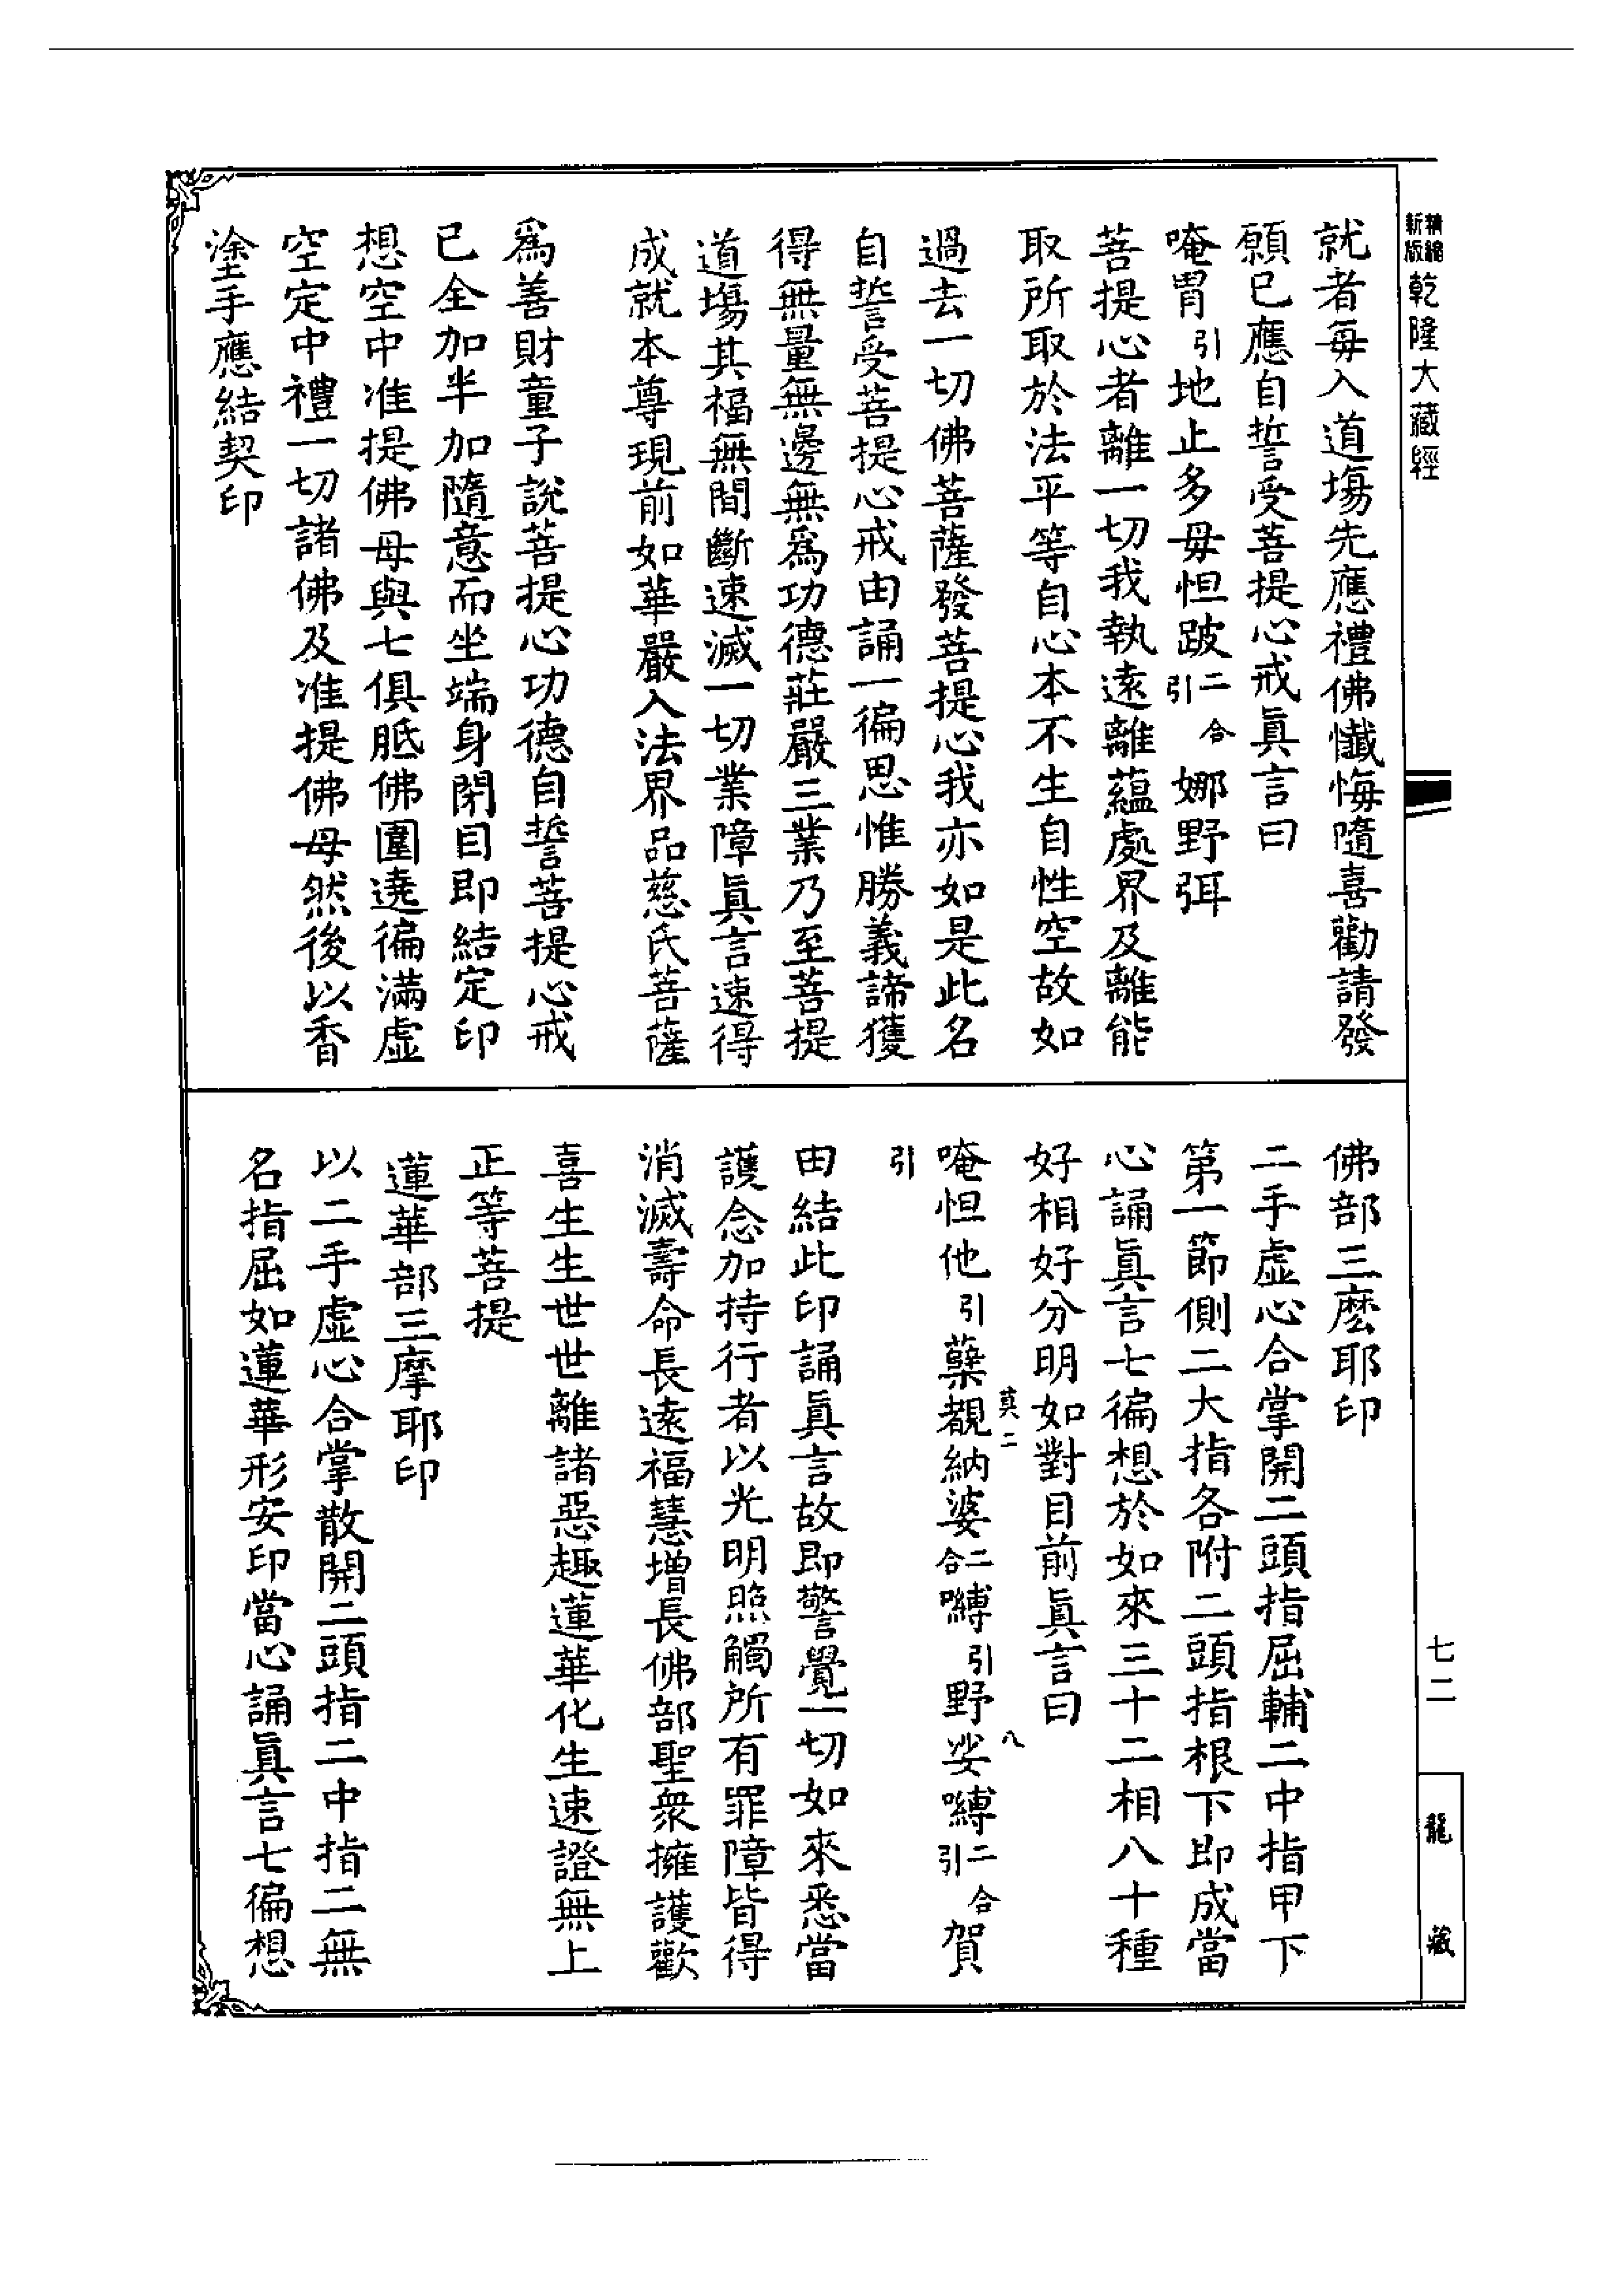 新版精縮乾隆大藏經
就者每入道場先應禮佛懺悔隨喜勸請發
願已應自誓受菩提心戒真言曰
唵冐引地止多毋怛跛二合引娜野弭
菩提心者離一切我執遠離蘊處界及離能
取所取於法平等自心本不生自性空故如
過去一切佛菩薩發菩提心我亦如是此名
自誓受菩提心戒由誦一徧思惟勝義諦獲
得無量無邊無為功德莊嚴三業乃至菩提
道場其福無間斷速滅一切業障真言速得
成就本尊現前如華嚴入法界品慈氏菩薩
為善財童子說菩提心功德自誓菩提心戒
已全加半加隨意而坐端身閉目即結定印
想空中准提佛母與七俱胝佛圍遶徧滿虛
空定中禮一切諸佛及准提佛母然後以香
塗手應結契印
佛部三麼耶印
二手虛心合掌開二頭指屈輔二中指甲下
第一節側二大指各附二頭指根下即成當
心誦真言七徧想於如來三十二相八十種
好相好分明如對目前真言曰
莫二 八
唵怛他引蘖覩納婆二合嚩引野娑嚩二合引賀
引
由結此印誦真言故即警覺一切如來悉當
護念加持行者以光明照觸所有罪障皆得
消滅壽命長遠福慧增長佛部聖衆擁護歡
喜生生世世離諸惡趣蓮華化生速證無上
正等菩提
蓮華部三摩耶印
以二手虛心合掌散開二頭指二中指二無
名指屈如蓮華形安印當心誦真言七徧想
七二
龍藏